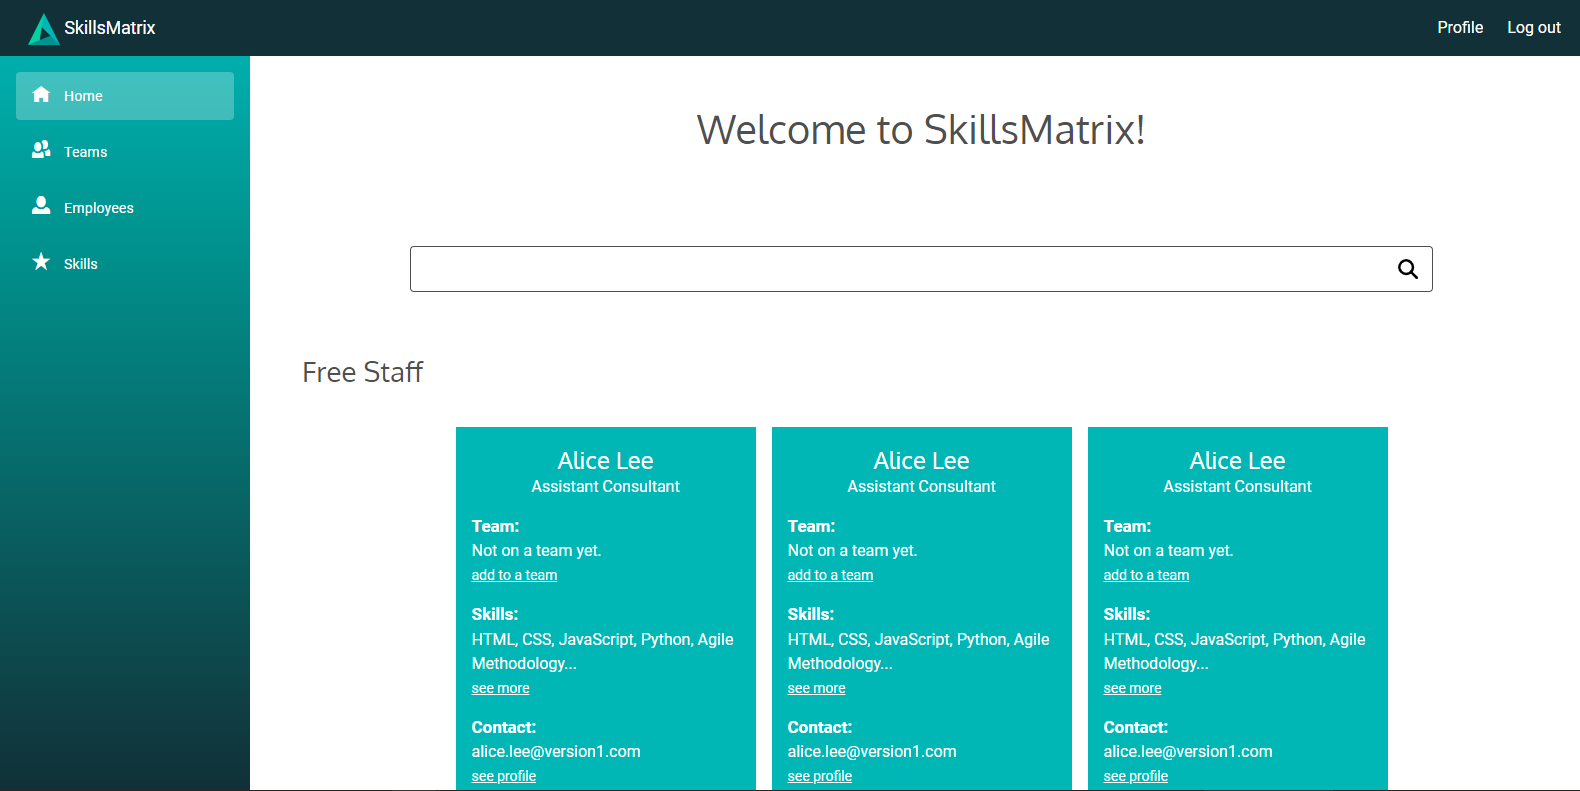 SkillsMatrix
Profile
Log out
Home
Teams
Employees
Skills
Welcome to SkillsMatrix!
Free Staff
Alice Lee
Assistant Consultant
Team:
Not on a team yet.
add to a team
Skills:
HTML, CSS, JavaScript, Python, Agile
Methodology...
see more
Contact:
alice.lee@version1.com
see profile
Alice Lee
Assistant Consultant
Team:
Not on a team yet.
add to a team
Skills:
HTML, CSS, JavaScript, Python, Agile
Methodology...
see more
Contact:
alice.lee@version1.com
see profile
Alice Lee
Assistant Consultant
Team:
Not on a team yet.
add to a team
Skills:
HTML, CSS, JavaScript, Python, Agile
Methodology...
see more
Contact:
alice.lee@version1.com
see profile